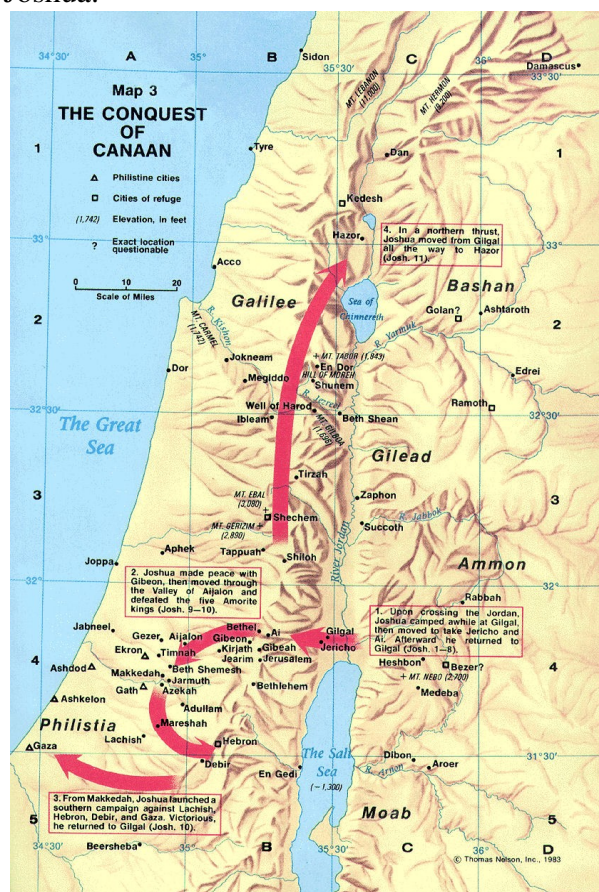 Joshua.
34°30'
A
35°
B
Sidon
35°30'
C
MT. LEBANON
(11,000)
MT. HERMON
(9,200)
36°
D
Damascus
33°30'
Map 3
THE CONQUEST
OF
CANAAN
Philistine cities
Cities of refuge
(1,742) Elevation, in feet
? Exact location
questionable
0 10 20
Scale of Miles
1
Tyre
Dan
1
Kedesh
33°
Hazor
33°
4. In a northern thrust,
Joshua moved from Gilgal
all the way to Hazor
(Josh. 11).
Acco
Galilee
Bashan
Sea of
Chinnereth
Golan?
Ashtaroth
2
2
R. Kishon
MT. CARMEL
(1,742)
R. Yarmuk
Jokneam
+ MT. TABOR (1,843)
En Dor
HILL OF MOREH
Dor
Megiddo
Shunem
Edrei
R. Jezreel
Well of Harod
Ramoth
32°30'
Ibleam
MT. GILBOA
(1,698)
Beth Shean
32°30'
The Great
Sea
Gilead
Tirzah
3
MT. EBAL
(3,080)
Zaphon
3
Shechem
MT. GERIZIM +
(2,890)
Succoth
R. Jabbok
River Jordan
Aphek
Tappuah
Shiloh
Ammon
Joppa
32°
32°
2. Joshua made peace with
Gibeon, then moved through
the Valley of Aijalon and
defeated the five Amorite
kings (Josh. 9–10).
Rabbah
1. Upon crossing the Jordan,
Joshua camped awhile at Gilgal,
then moved to take Jericho and
Ai. Afterward he returned to
Gilgal (Josh. 1–8).
Jabneel
Bethel
Ai
Gilgal
Gezer
Aijalon
Gibeon
Jericho
Ekron
Timnah
Kirjath
Jearim
Gibeah
Jerusalem
4
Heshbon
Bezer?
4
Ashdod
Beth Shemesh
Makkedah
Jarmuth
+ MT. NEBO (2,700)
Gath
Azekah
Bethlehem
Medeba
Ashkelon
Adullam
Philistia
Mareshah
Lachish
Hebron
Gaza
The Salt
Sea
(−1,300)
Dibon
31°30'
Debir
Aroer
En Gedi
R. Arnon
Moab
3. From Makkedah, Joshua launched a
southern campaign against Lachish,
Hebron, Debir, and Gaza. Victorious,
he returned to Gilgal (Josh. 10).
5
5
Beersheba
34°30'
A
35°
B
35°30'
C
36°
D
© Thomas Nelson, Inc., 1983